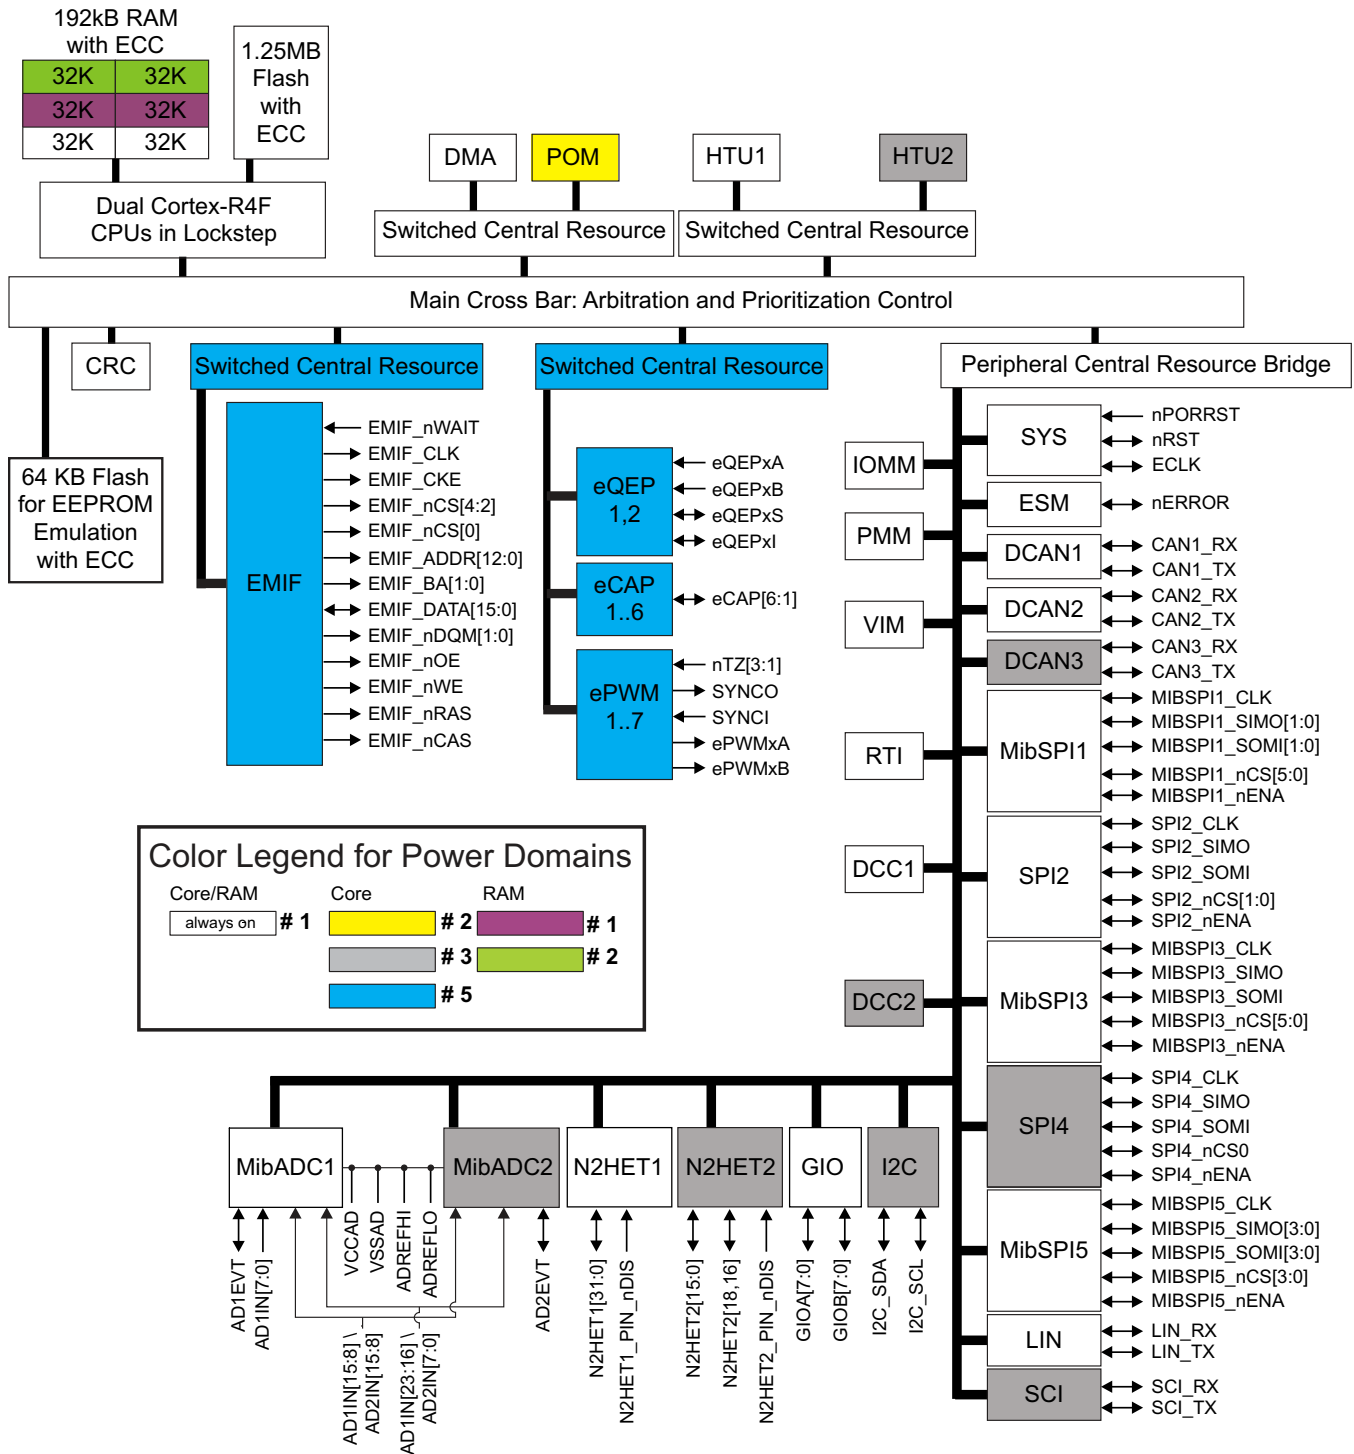 192kB RAM
with ECC
32K 32K
32K 32K
32K 32K
1.25MB
Flash
with
ECC
Dual Cortex-R4F
CPUs in Lockstep
DMA
POM
HTU1
HTU2
Switched Central Resource
Switched Central Resource
Main Cross Bar: Arbitration and Prioritization Control
CRC
Switched Central Resource
Switched Central Resource
Peripheral Central Resource Bridge
64 KB Flash
for EEPROM
Emulation
with ECC
EMIF
EMIF_nWAIT
EMIF_CLK
EMIF_CKE
EMIF_nCS[4:2]
EMIF_nCS[0]
EMIF_ADDR[12:0]
EMIF_BA[1:0]
EMIF_DATA[15:0]
EMIF_nDQM[1:0]
EMIF_nOE
EMIF_nWE
EMIF_nRAS
EMIF_nCAS
eQEP
1,2
eQEPxA
eQEPxB
eQEPxS
eQEPxI
eCAP
1..6
eCAP[6:1]
ePWM
1..7
nTZ[3:1]
SYNCO
SYNCI
ePWMxA
ePWMxB
IOMM
PMM
VIM
RTI
DCC1
DCC2
SYS
nPORRST
nRST
ECLK
ESM
nERROR
DCAN1
CAN1_RX
CAN1_TX
DCAN2
CAN2_RX
CAN2_TX
DCAN3
CAN3_RX
CAN3_TX
MibSPI1
MIBSPI1_CLK
MIBSPI1_SIMO[1:0]
MIBSPI1_SOMI[1:0]
MIBSPI1_nCS[5:0]
MIBSPI1_nENA
SPI2
SPI2_CLK
SPI2_SIMO
SPI2_SOMI
SPI2_nCS[1:0]
SPI2_nENA
MibSPI3
MIBSPI3_CLK
MIBSPI3_SIMO
MIBSPI3_SOMI
MIBSPI3_nCS[5:0]
MIBSPI3_nENA
SPI4
SPI4_CLK
SPI4_SIMO
SPI4_SOMI
SPI4_nCS0
SPI4_nENA
MibSPI5
MIBSPI5_CLK
MIBSPI5_SIMO[3:0]
MIBSPI5_SOMI[3:0]
MIBSPI5_nCS[3:0]
MIBSPI5_nENA
LIN
LIN_RX
LIN_TX
SCI
SCI_RX
SCI_TX
Color Legend for Power Domains
Core/RAM Core RAM
always on # 1 # 2 # 1
# 3 # 2
# 5
MibADC1
MibADC2
N2HET1
N2HET2
GIO
I2C
AD1EVT
AD1IN[7:0]
VCCAD
VSSAD
ADREFHI
ADREFLO
AD1IN[15:8] \
AD2IN[15:8]
AD1IN[23:16] \
AD2IN[7:0]
AD2EVT
N2HET1[31:0]
N2HET1_PIN_nDIS
N2HET2[15:0]
N2HET2[18,16]
N2HET2_PIN_nDIS
GIOA[7:0]
GIOB[7:0]
I2C_SDA
I2C_SCL